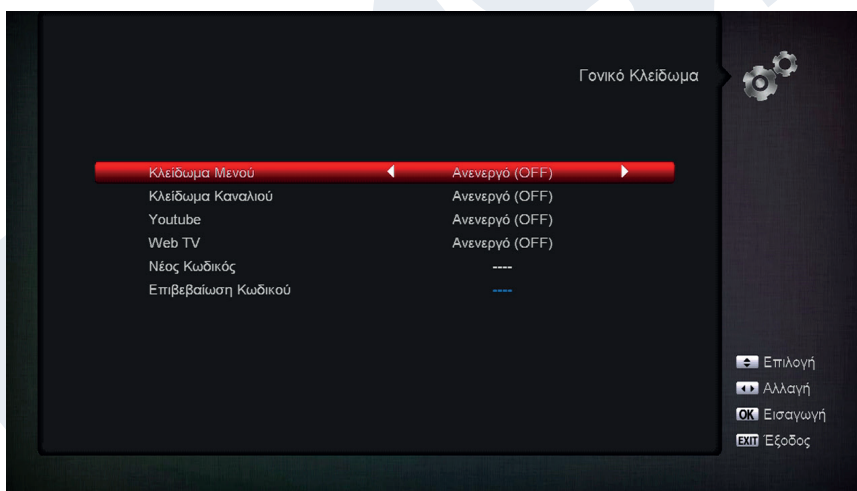 Γονικό Κλείδωμα
Κλείδωμα Μενού Ανενεργό (OFF)
Κλείδωμα Καναλιού Ανενεργό (OFF)
Youtube Ανενεργό (OFF)
Web TV Ανενεργό (OFF)
Νέος Κωδικός ----
Επιβεβαίωση Κωδικού ----
Επιλογή
Αλλαγή
OK Εισαγωγή
EXIT Έξοδος